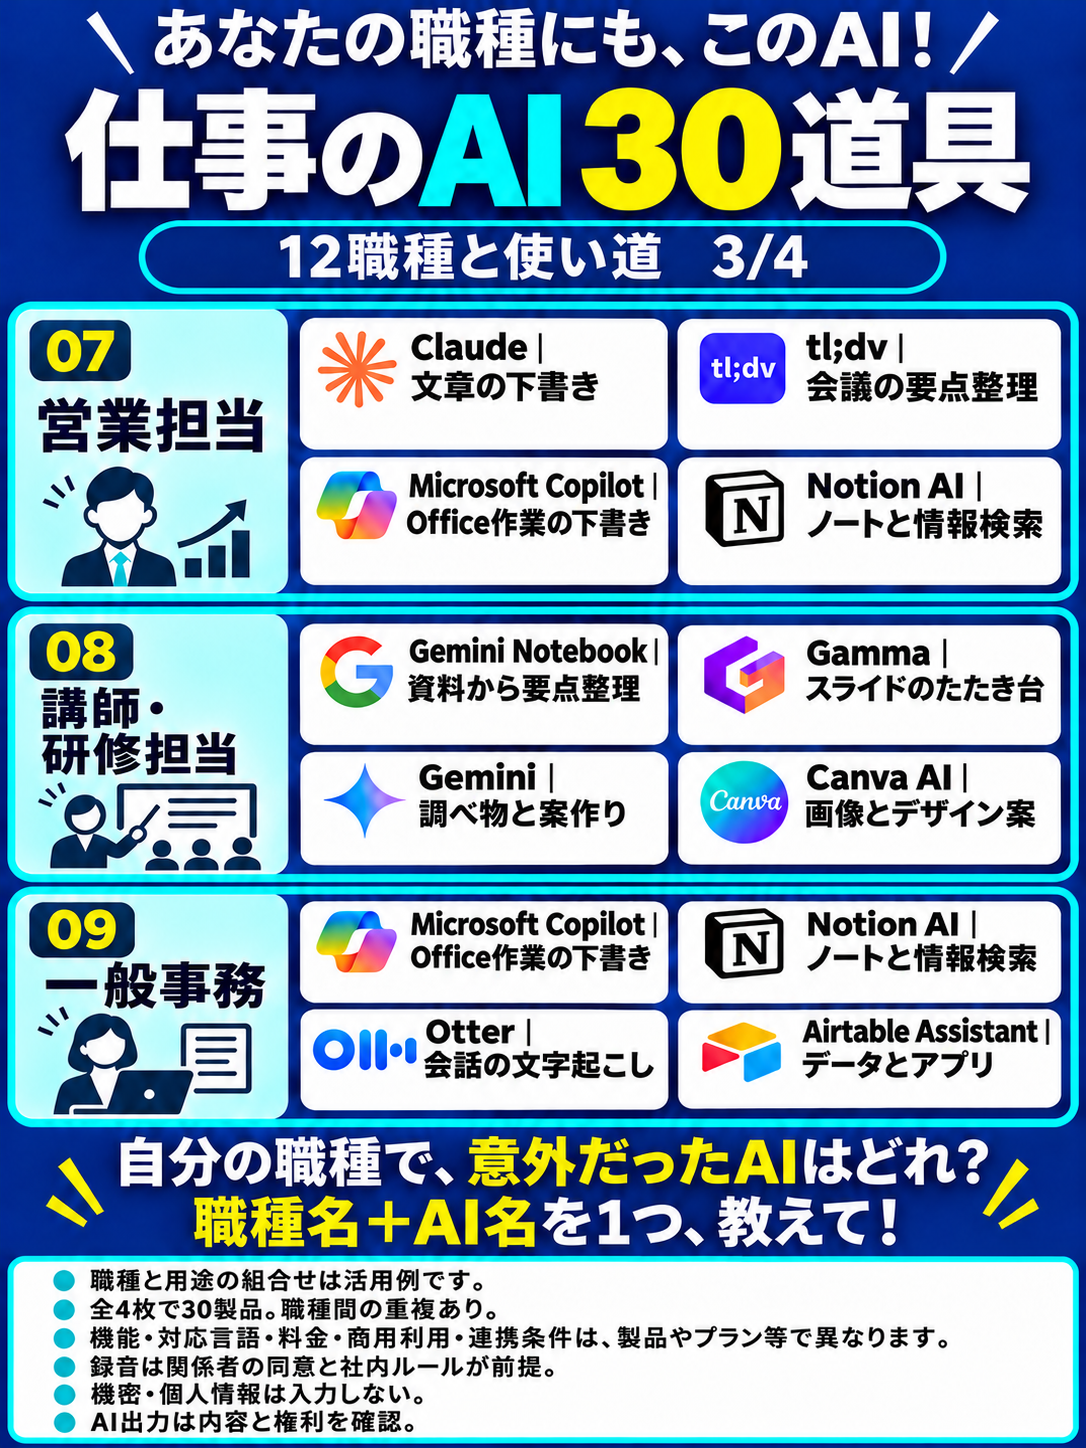 あなたの職種にも、このAI!
仕事のAI30道具
12職種と使い道 3/4
07
営業担当
Claude|
文章の下書き
tl;dv
tl;dv|
会議の要点整理
Microsoft Copilot|
Office作業の下書き
N
Notion AI|
ノートと情報検索
08
講師・
研修担当
G
Gemini Notebook|
資料から要点整理
G
Gamma|
スライドのたたき台
Gemini|
調べ物と案作り
Canva
Canva AI|
画像とデザイン案
09
一般事務
Microsoft Copilot|
Office作業の下書き
N
Notion AI|
ノートと情報検索
Otter|
会話の文字起こし
Airtable Assistant|
データとアプリ
自分の職種で、意外だったAIはどれ?
職種名+AI名を1つ、教えて!
職種と用途の組合せは活用例です。
全4枚で30製品。職種間の重複あり。
機能・対応言語・料金・商用利用・連携条件は、製品やプラン等で異なります。
録音は関係者の同意と社内ルールが前提。
機密・個人情報は入力しない。
AI出力は内容と権利を確認。